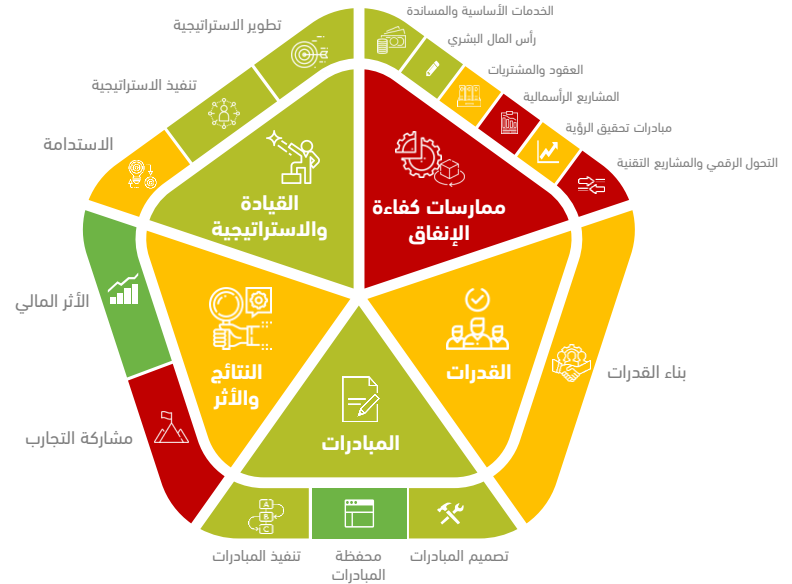 الخدمات الأساسية والمساندة
رأس المال البشري
العقود والمشتريات
المشاريع الرأسمالية
مبادرات تحقيق الرؤية
التحول الرقمي والمشاريع التقنية
تطوير الاستراتيجية
تنفيذ الاستراتيجية
الاستدامة
ممارسات كفاءة
الإنفاق
القيادة
والاستراتيجية
الأثر المالي
مشاركة التجارب
النتائج
والأثر
القدرات
بناء القدرات
المبادرات
A
B
C
تصميم المبادرات
محفظة
المبادرات
تنفيذ المبادرات